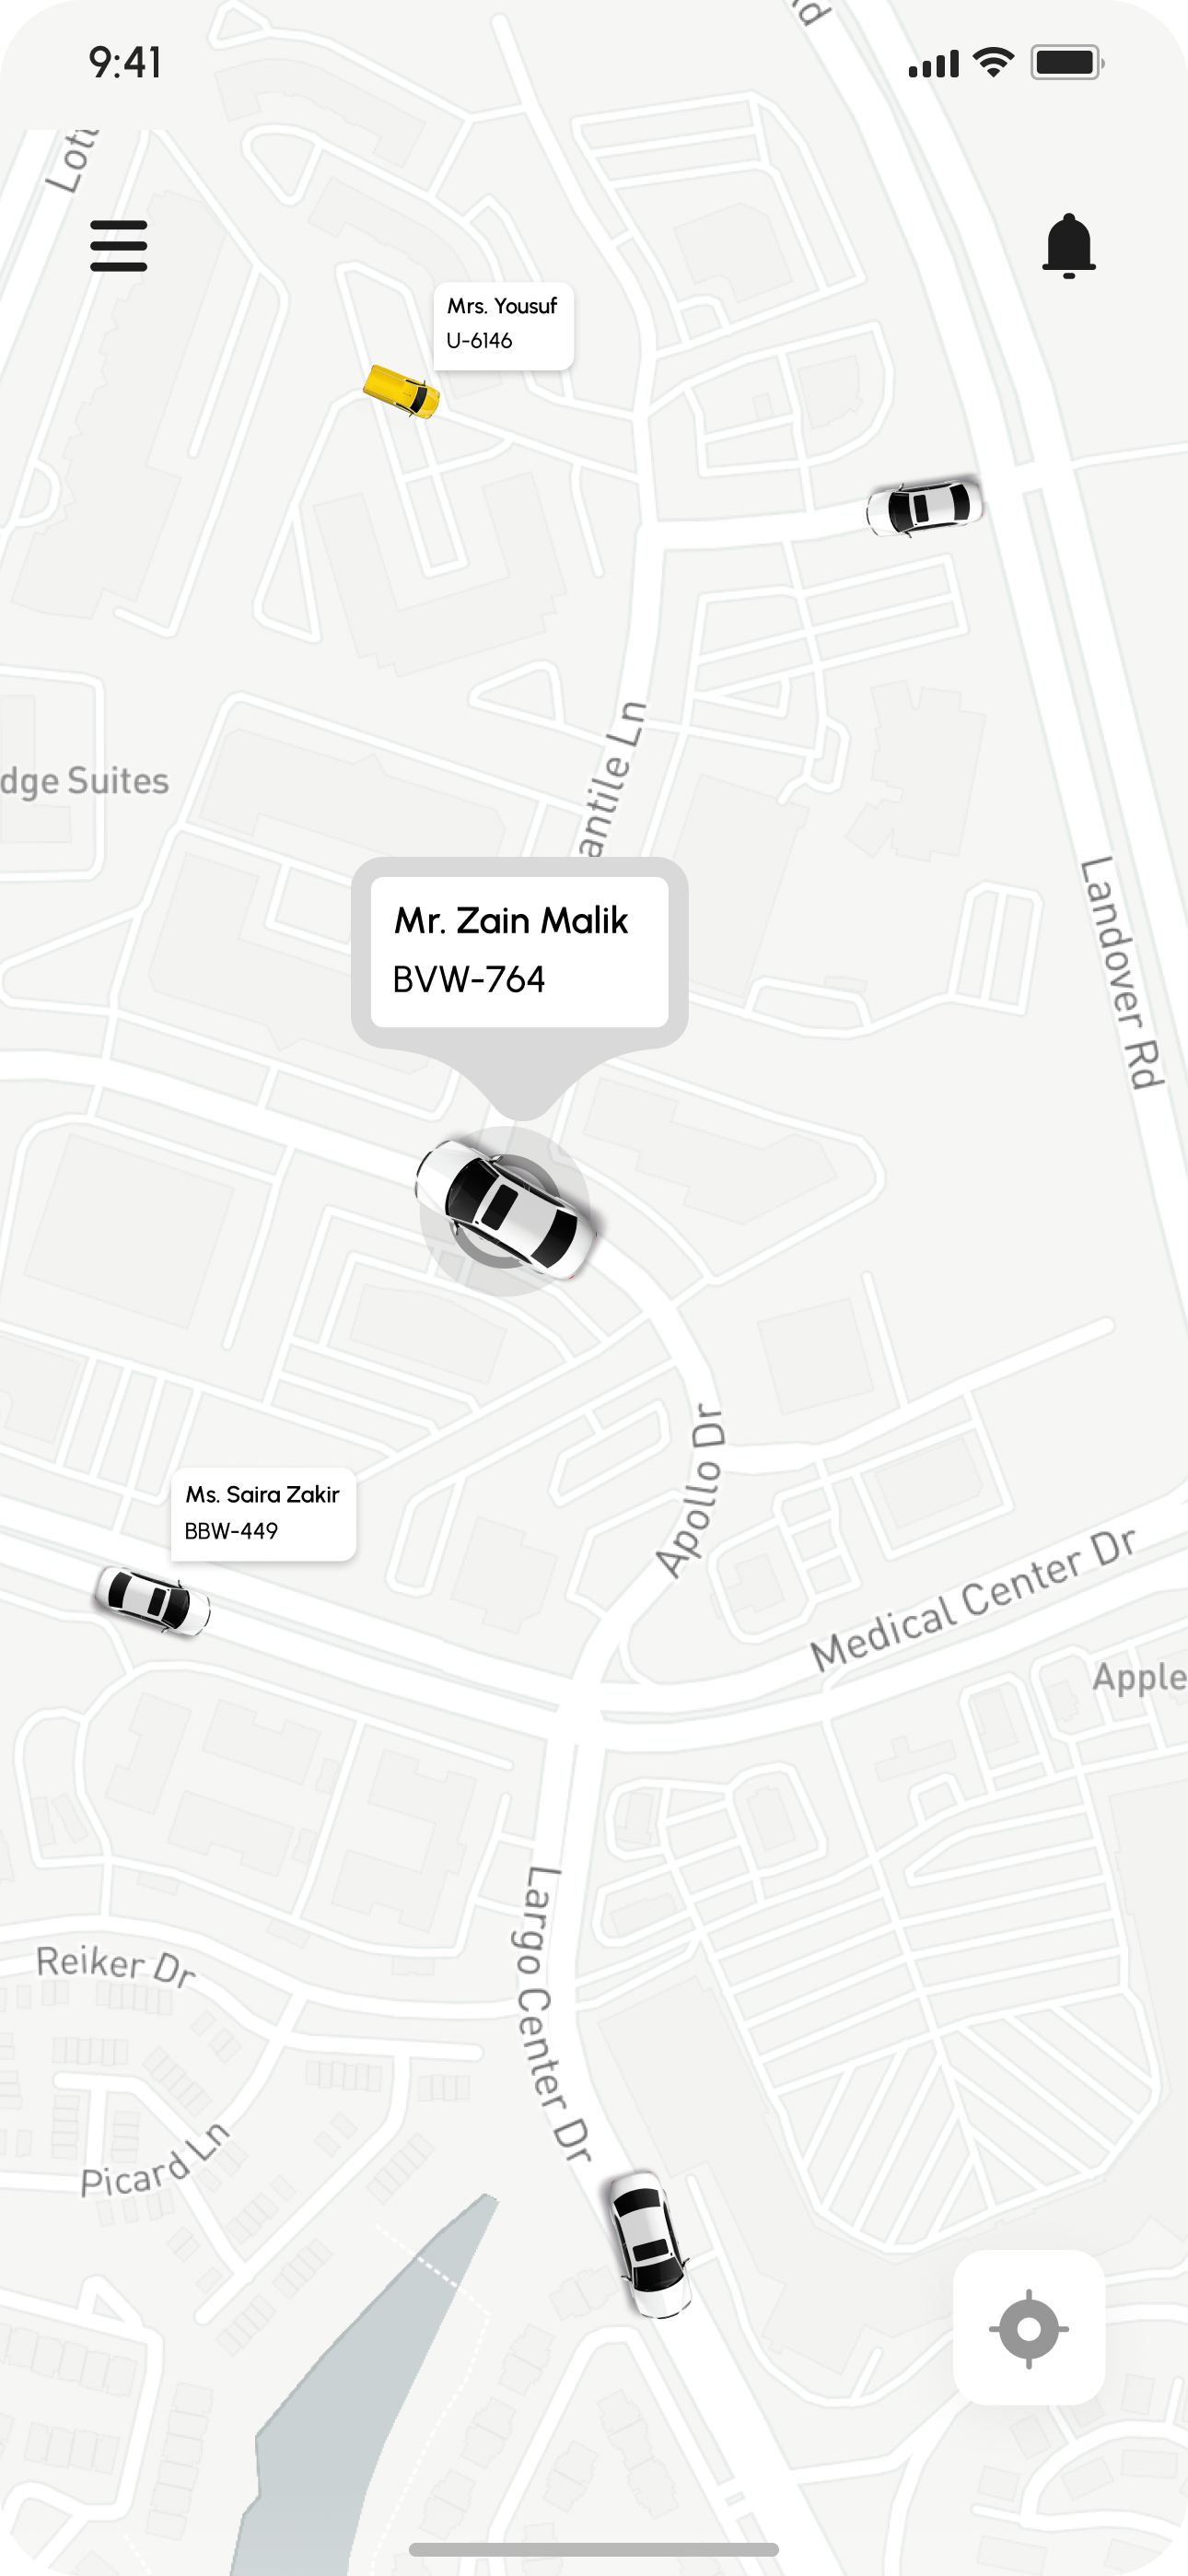 9:41
Mrs. Yousuf
U-6146
antile Ln
dge Suites
Mr. Zain Malik
BVW-764
Landover Rd
Apollo Dr
Ms. Saira Zakir
BBW-449
Medical Center Dr
Apple
Largo Center Dr
Reiker Dr
Picard Ln